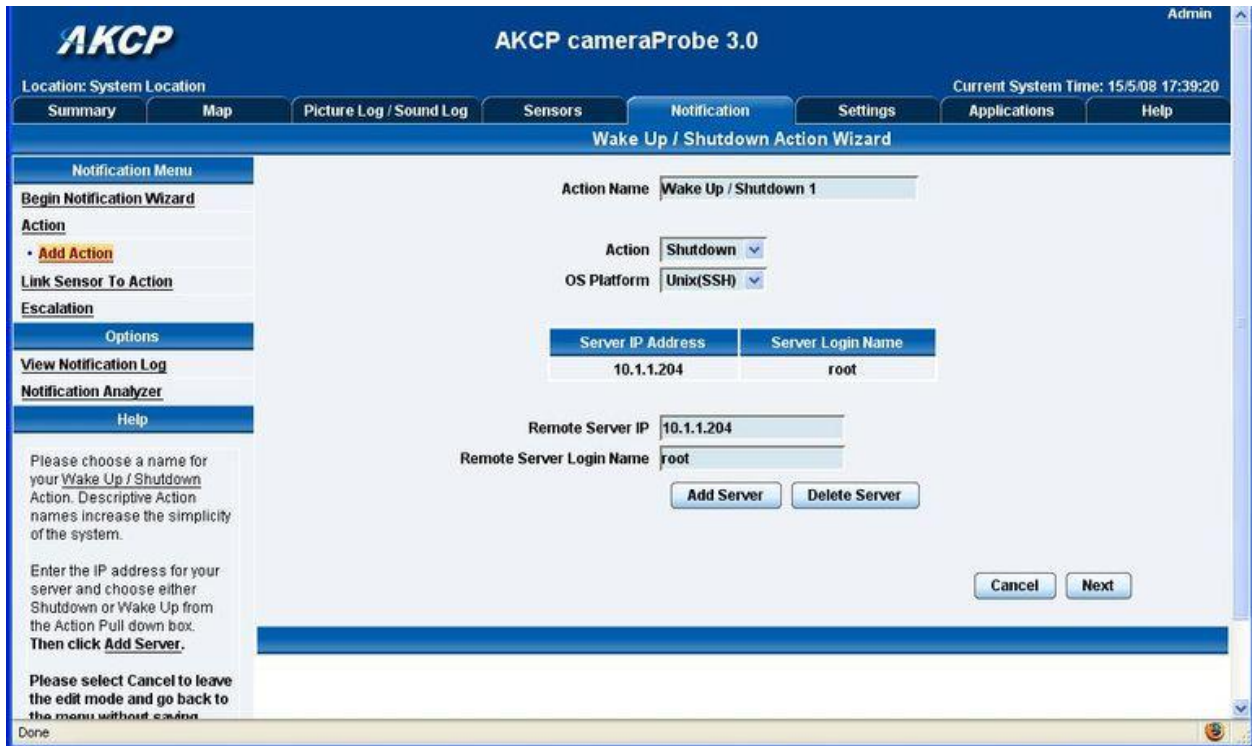 Admin
AKCP
AKCP cameraProbe 3.0
Location: System Location
Current System Time: 15/5/08 17:39:20
Summary
Map
Picture Log / Sound Log
Sensors
Notification
Settings
Applications
Help
Wake Up / Shutdown Action Wizard
Notification Menu
Begin Notification Wizard
Action
• Add Action
Link Sensor To Action
Escalation
Options
View Notification Log
Notification Analyzer
Help
Please choose a name for
your Wake Up / Shutdown
Action. Descriptive Action
names increase the simplicity
of the system.
Enter the IP address for your
server and choose either
Shutdown or Wake Up from
the Action Pull down box.
Then click Add Server.
Please select Cancel to leave
the edit mode and go back to
the menu without saving
Action Name Wake Up / Shutdown 1
Action Shutdown
OS Platform Unix(SSH)
Server IP Address Server Login Name
10.1.1.204 root
Remote Server IP 10.1.1.204
Remote Server Login Name root
Add Server Delete Server
Cancel Next
Done